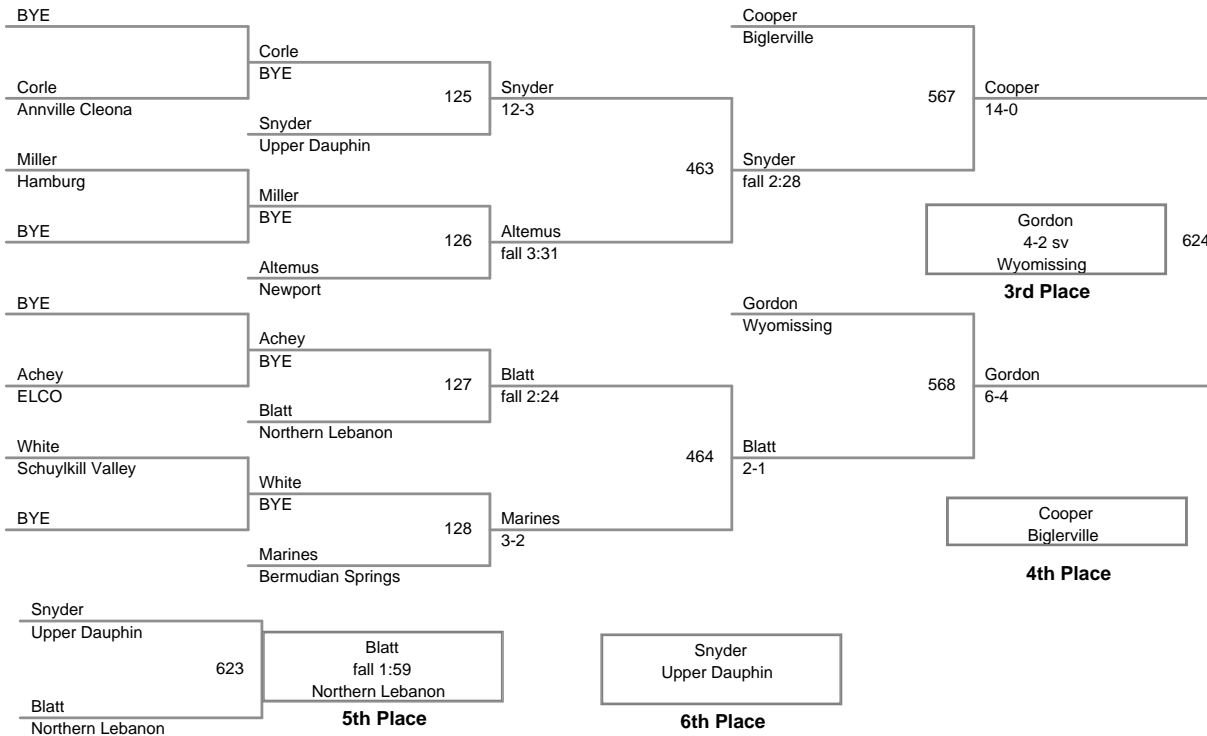 BYE
Corle
Annville Cleona
Miller
Hamburg
BYE
BYE
Achey
ELCO
White
Schuylkill Valley
BYE
Corle
BYE
125
Snyder
Upper Dauphin
Miller
BYE
126
Altemus
Newport
Achey
BYE
127
Blatt
Northern Lebanon
White
BYE
128
Marines
Bermudian Springs
Snyder
12-3
463
Altemus
fall 3:31
Blatt
fall 2:24
464
Marines
3-2
Cooper
Biglerville
567
Snyder
fall 2:28
Gordon
Wyomissing
568
Blatt
2-1
Cooper
14-0
Gordon
4-2 sv
Wyomissing
624
3rd Place
Gordon
6-4
Cooper
Biglerville
4th Place
Snyder
Upper Dauphin
623
Blatt
Northern Lebanon
Blatt
fall 1:59
Northern Lebanon
5th Place
Snyder
Upper Dauphin
6th Place